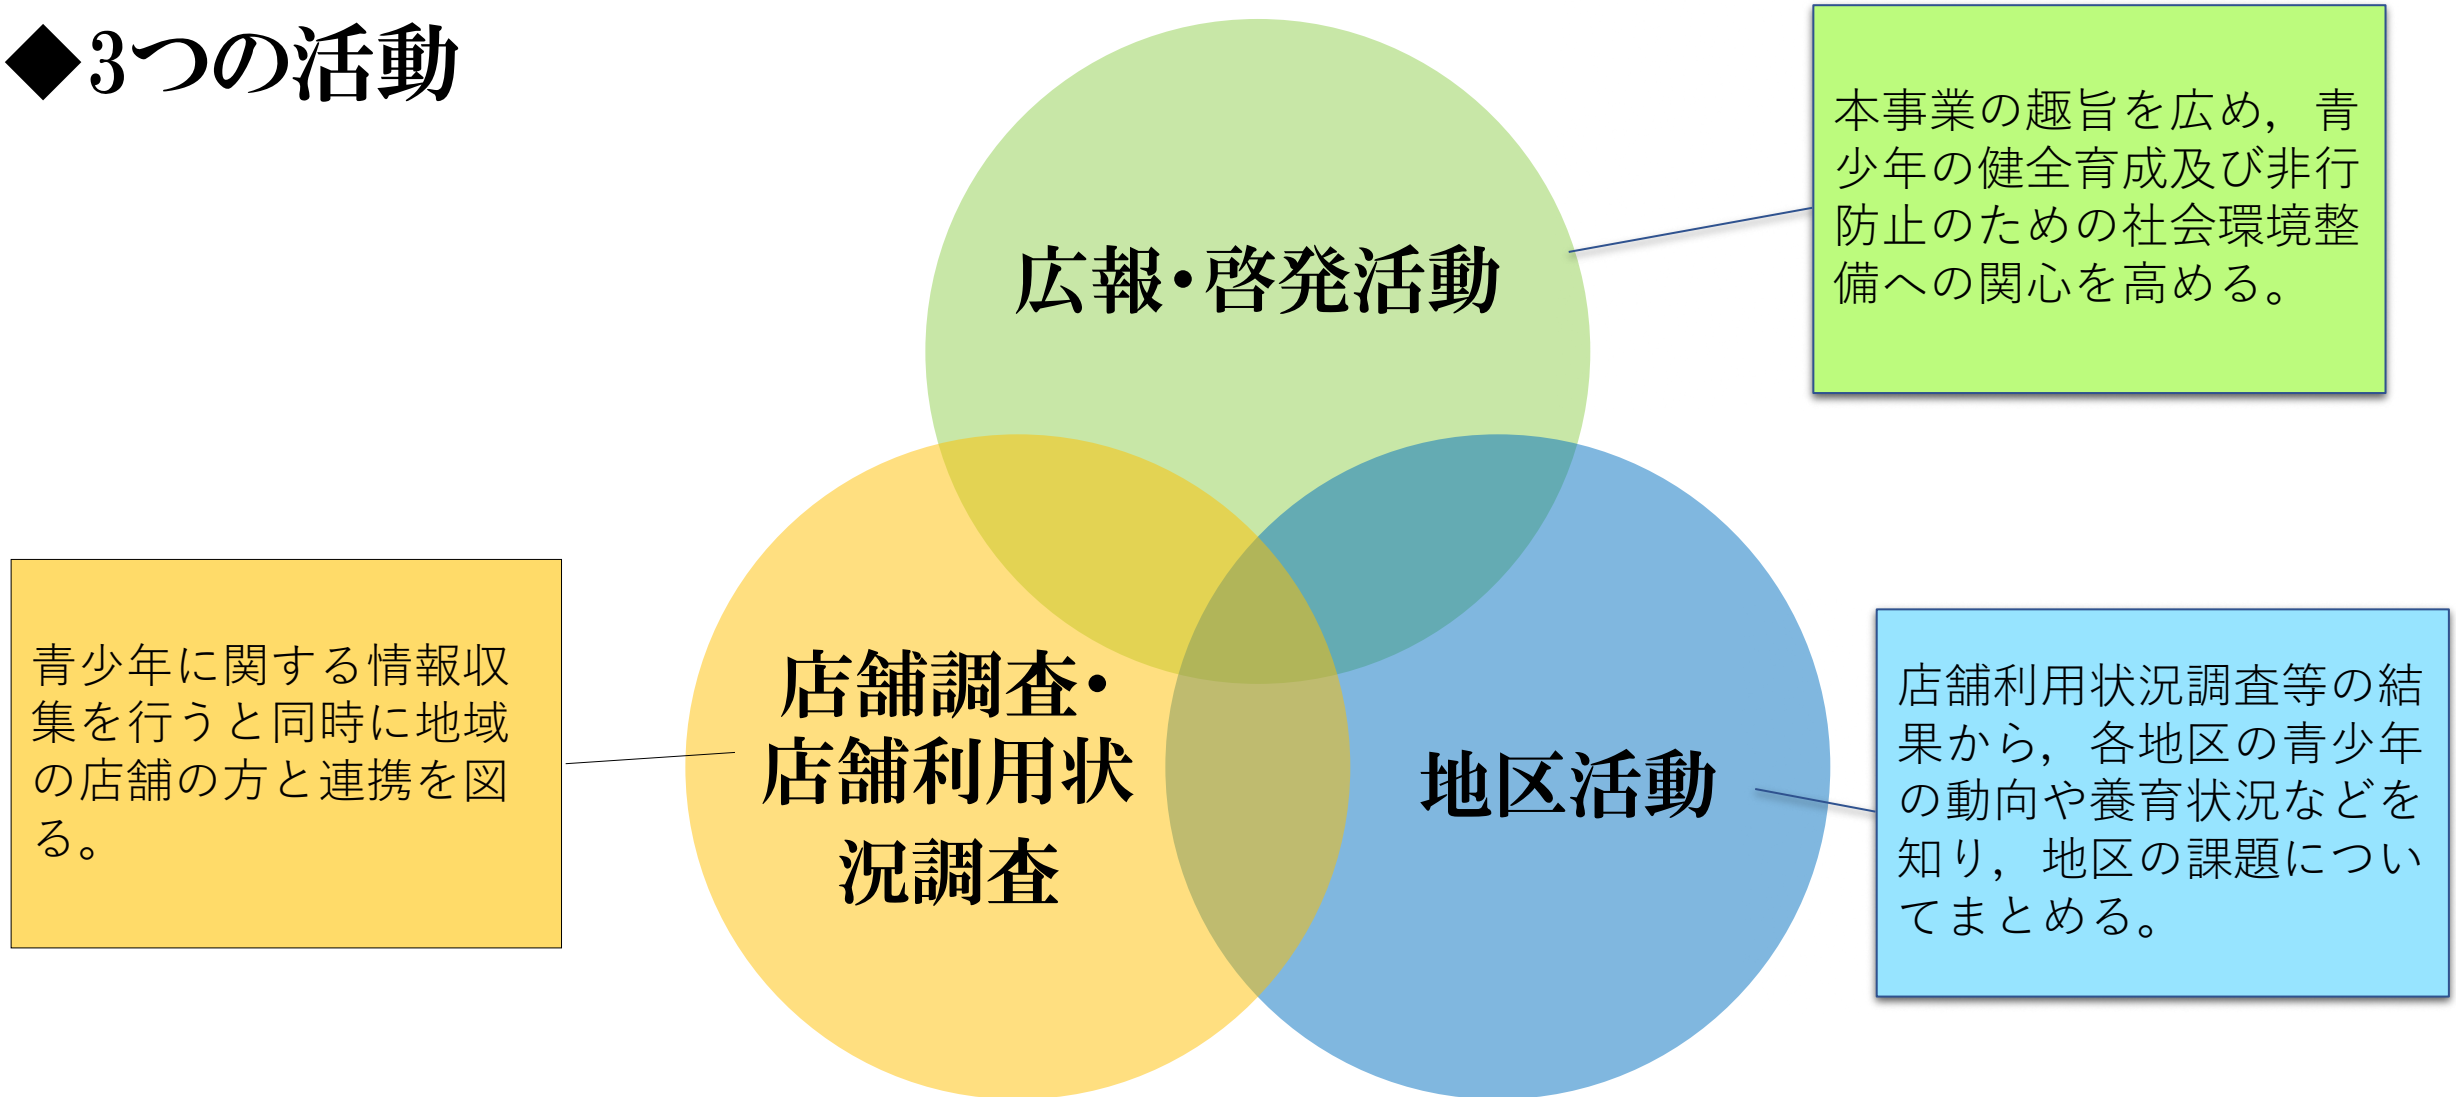 ◆3つの活動
広報・啓発活動
本事業の趣旨を広め，青
少年の健全育成及び非行
防止のための社会環境整
備への関心を高める。
店舗調査・
店舗利用状
況調査
青少年に関する情報収
集を行うと同時に地域
の店舗の方と連携を図
る。
地区活動
店舗利用状況調査等の結
果から，各地区の青少年
の動向や養育状況などを
知り，地区の課題につい
てまとめる。